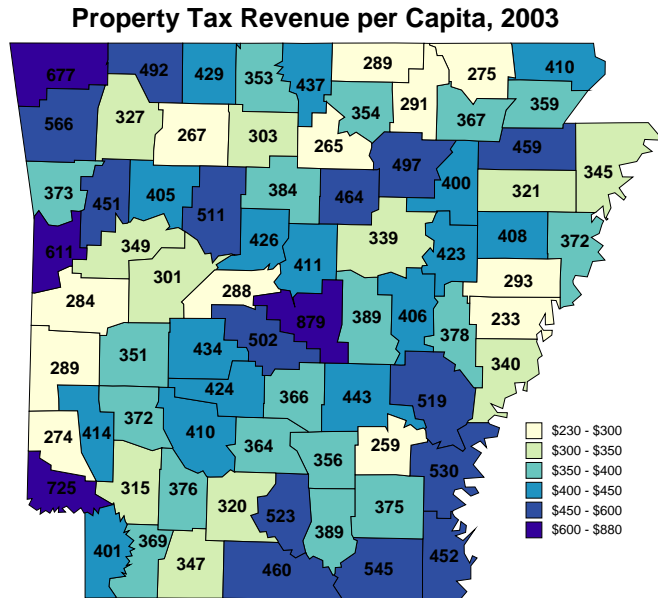 Property Tax Revenue per Capita, 2003
677 492 429 353 437 289 275 410
566 327 267 303 265 354 291 367 359
373 451 405 511 384 464 497 400 459 321 345
611 349 301 426 411 339 423 408 372
284 288 879 389 406 378 293 233 340
289 351 434 502
424 366 443 519
274 414 372 410 364 356 259 530
725 315 376 320 523 389 375
401 369 347 460 545 452
$230 - $300
$300 - $350
$350 - $400
$400 - $450
$450 - $600
$600 - $880